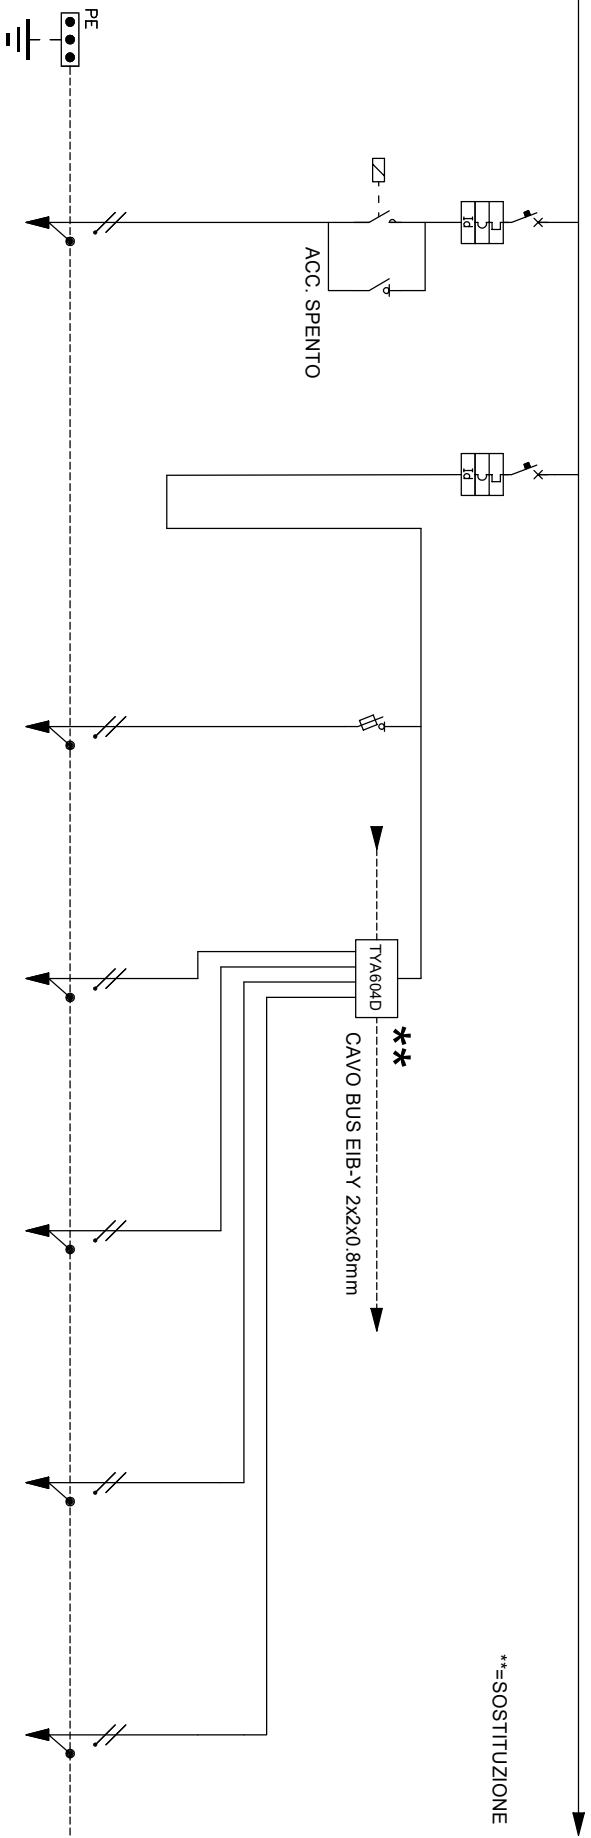 PE
Id
ACC. SPENTO
Id
TYA604D
**
CAVO BUS EIB-Y 2x2x0.8mm
**=SOSTITUZIONE